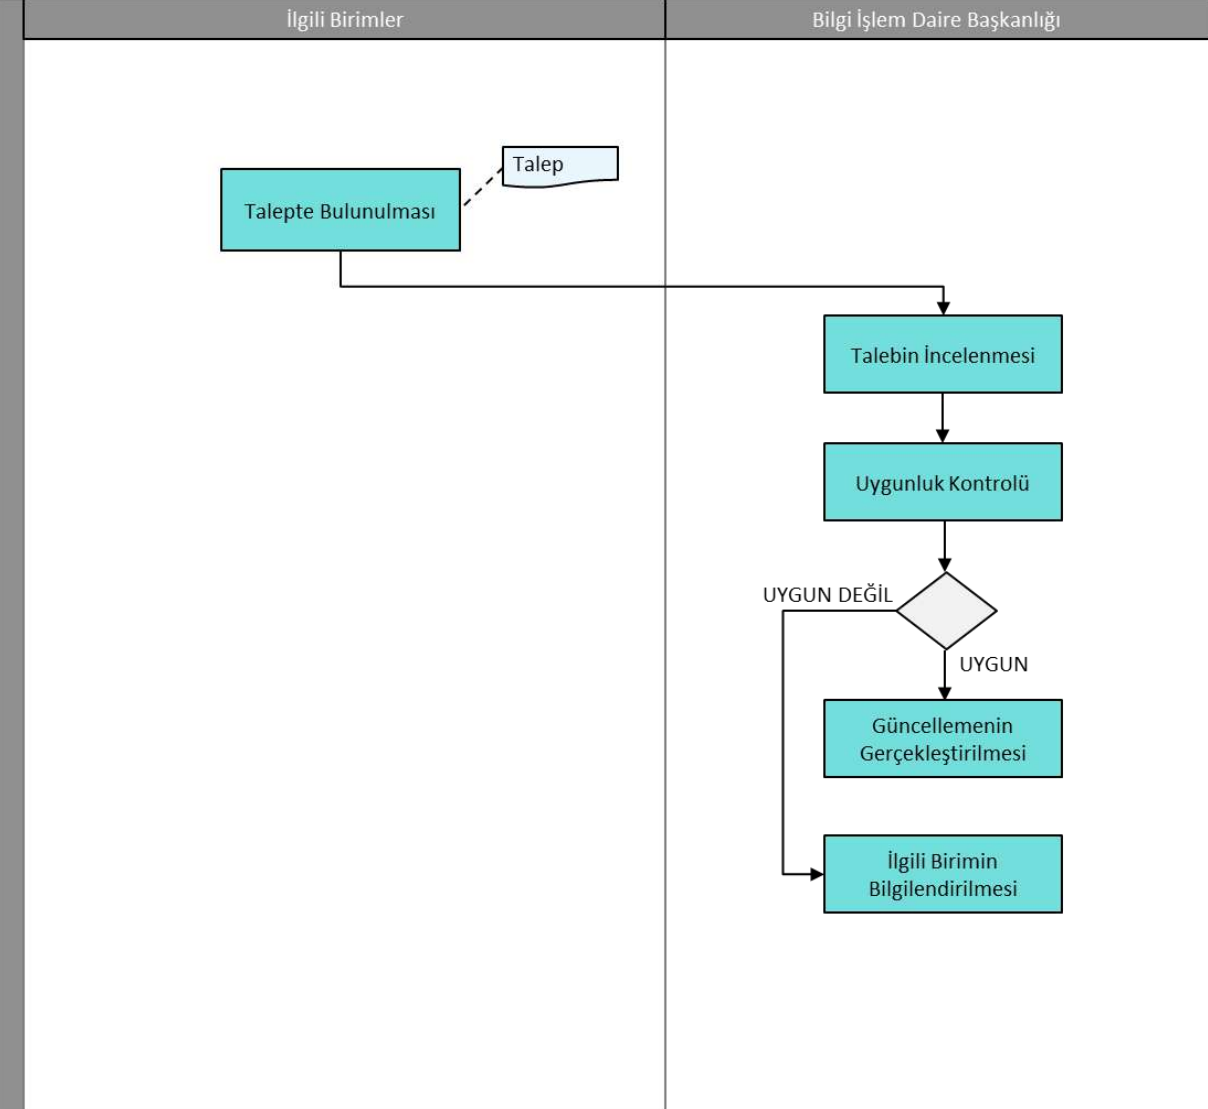 İlgili Birimler
Bilgi İşlem Daire Başkanlığı
Talep
Talepte Bulunulması
Talebin İncelenmesi
Uygunluk Kontrolü
UYGUN DEĞİL
UYGUN
Güncellemenin
Gerçekleştirilmesi
İlgili Birimin
Bilgilendirilmesi